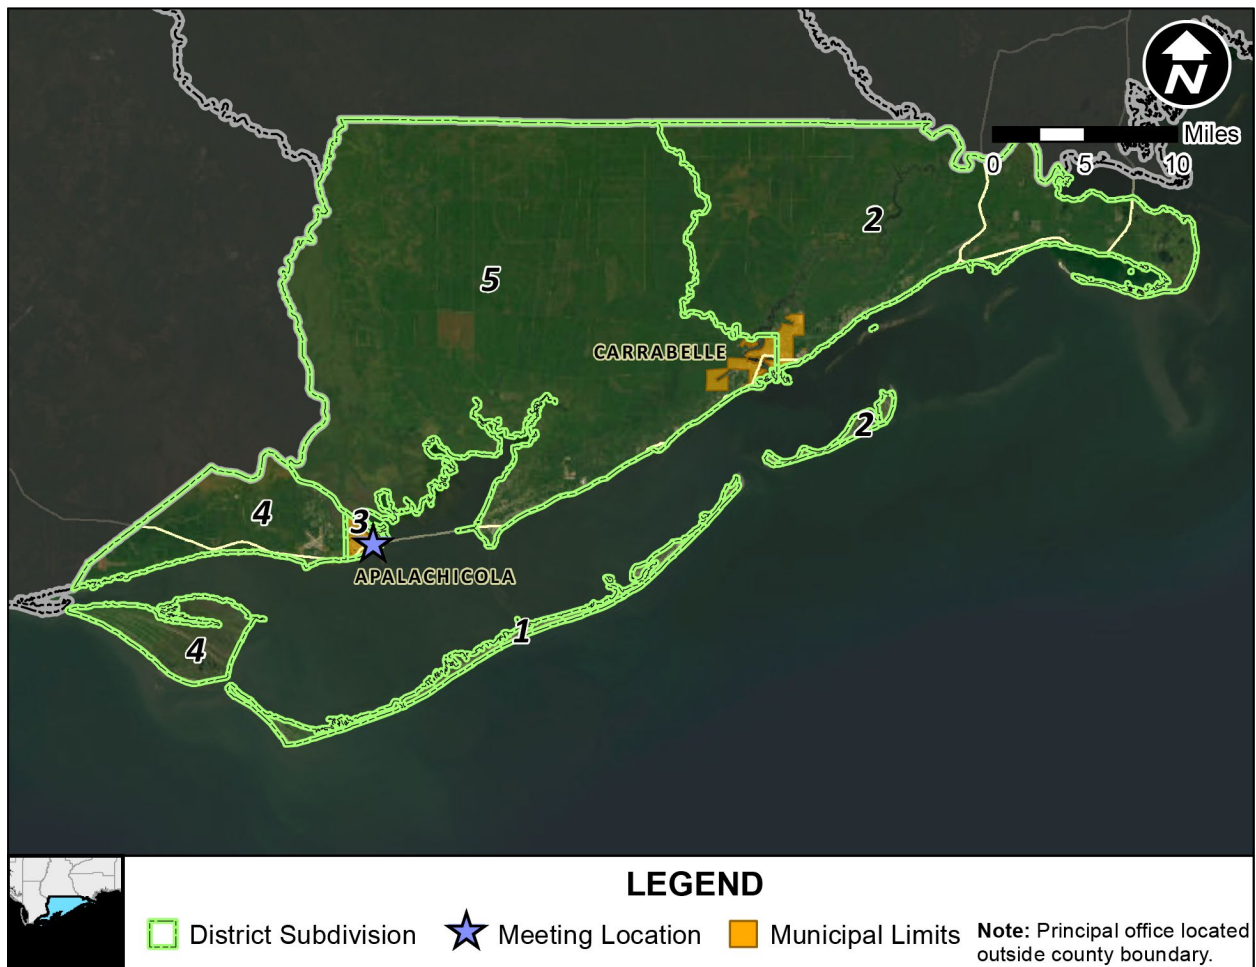 N
Miles
0 5 10
2
5
CARRABELLE
2
4
3
APALACHICOLA
1
4
LEGEND
District Subdivision
Meeting Location
Municipal Limits
Note: Principal office located
outside county boundary.